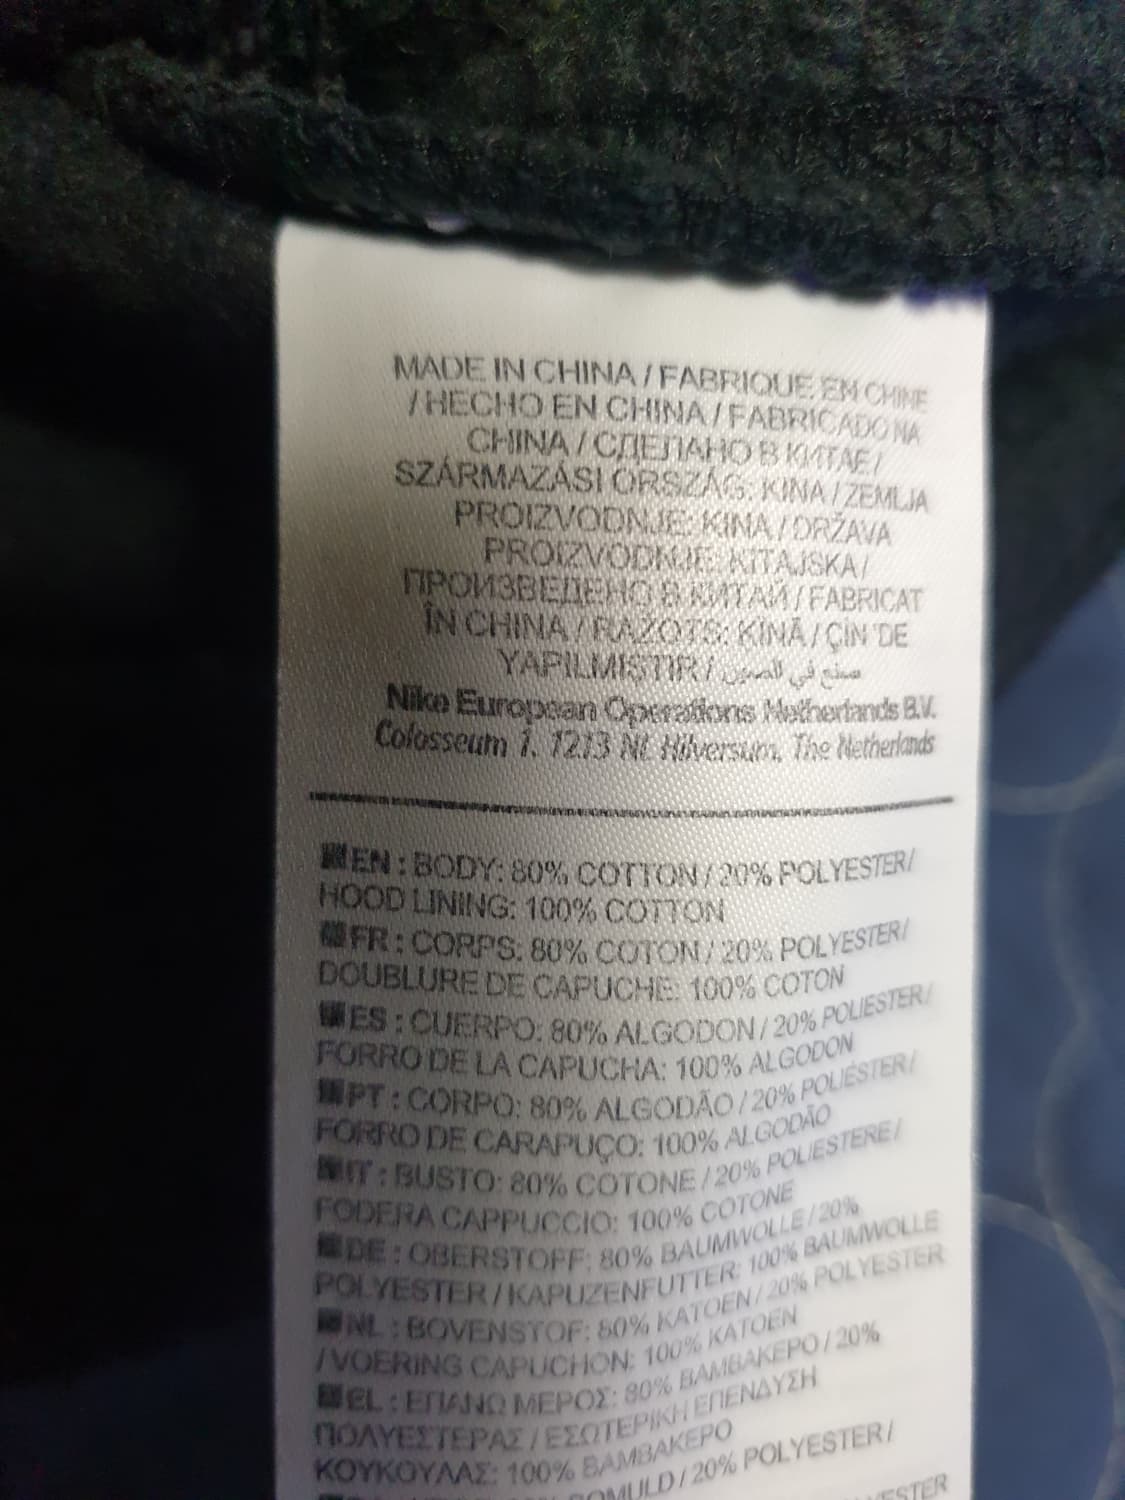 MADE IN CHINA / FABRIQUE EN CHINE
/ HECHO EN CHINA / FABRICADO NA
CHINA / СДЕЛАНО В КИТАЕ /
SZÁRMAZÁSI ORSZÁG: KÍNA / ZEMLJA
PROIZVODNJE: KINA / DRŽAVA
PROIZVODNJE: KITAJSKA /
ПРОИЗВЕДЕНО В КИТАЙ / FABRICAT
ÎN CHINA / RAŽOTS: ĶĪNĀ / ÇİN'DE
YAPILMIŞTIR / صنع في الصين
Nike European Operations Netherlands B.V.
Colosseum 1, 1213 NL Hilversum, The Netherlands
EN : BODY: 80% COTTON / 20% POLYESTER /
HOOD LINING: 100% COTTON
FR : CORPS: 80% COTON / 20% POLYESTER /
DOUBLURE DE CAPUCHE: 100% COTON
ES : CUERPO: 80% ALGODON / 20% POLIESTER /
FORRO DE LA CAPUCHA: 100% ALGODON
PT : CORPO: 80% ALGODÃO / 20% POLIÉSTER /
FORRO DE CARAPUÇO: 100% ALGODÃO
IT : BUSTO: 80% COTONE / 20% POLIESTERE /
FODERA CAPPUCCIO: 100% COTONE
DE : OBERSTOFF: 80% BAUMWOLLE / 20%
POLYESTER / KAPUZENFUTTER: 100% BAUMWOLLE
NL : BOVENSTOF: 80% KATOEN / 20% POLYESTER
/ VOERING CAPUCHON: 100% KATOEN
EL : ΕΠΑΝΩ ΜΕΡΟΣ: 80% ΒΑΜΒΑΚΕΡΟ / 20%
ΠΟΛΥΕΣΤΕΡΑΣ / ΕΣΩΤΕΡΙΚΗ ΕΠΕΝΔΥΣΗ
ΚΟΥΚΟΥΛΑΣ: 100% ΒΑΜΒΑΚΕΡΟ
/ 20% POLYESTER /